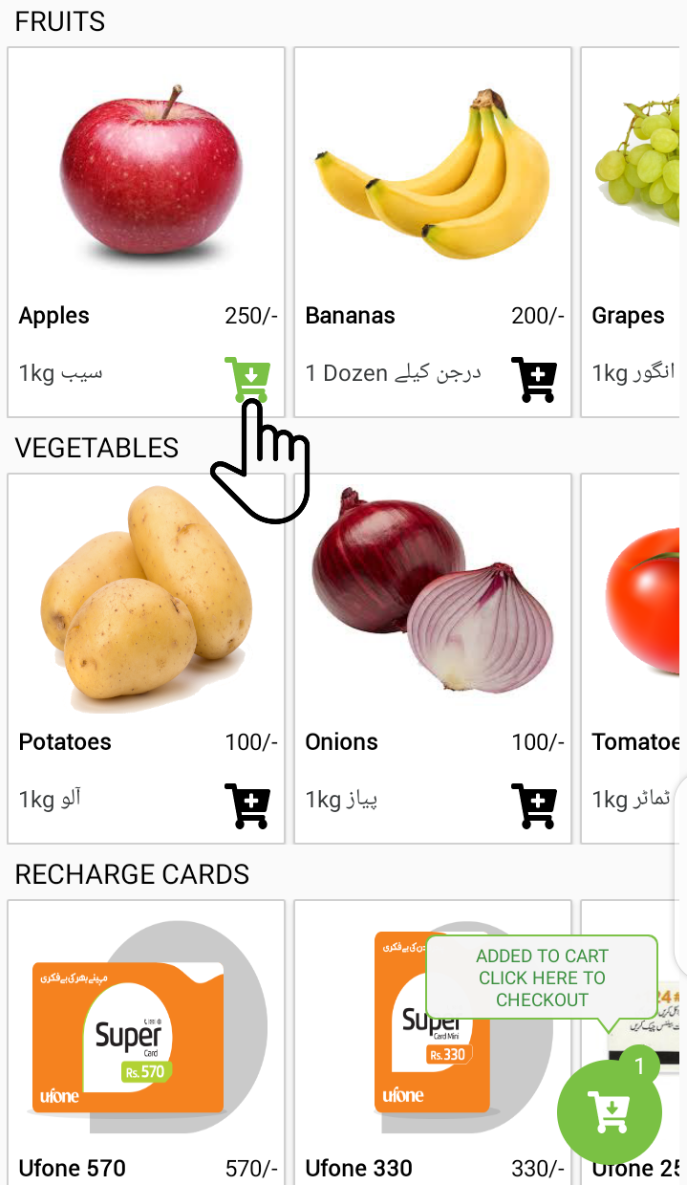 FRUITS
Apples 250/-
1kg سیب
Bananas 200/-
1 Dozen درجن کیلے
Grapes
1kg انگور
VEGETABLES
Potatoes 100/-
1kg آلو
Onions 100/-
1kg پیاز
Tomatoe
1kg ٹماٹر
RECHARGE CARDS
مہینے بھر کی بے فکری
Super
Card
Rs. 570
ufone
Ufone 570 570/-
Super
Card Mini
Rs. 330
ufone
Ufone 330 330/-
ADDED TO CART
CLICK HERE TO
CHECKOUT
24#
1
Ufone 25